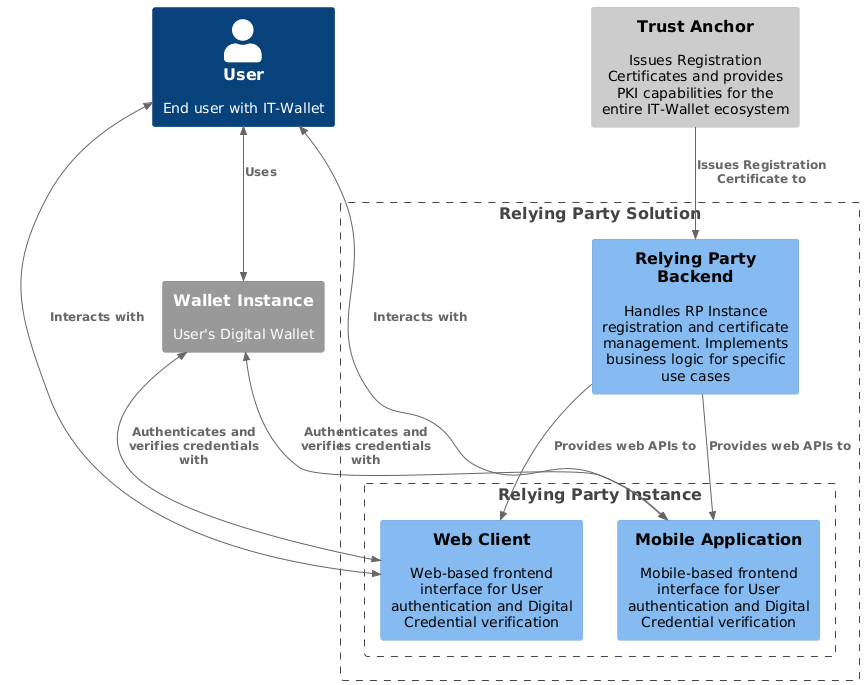 User
End user with IT-Wallet
Trust Anchor
Issues Registration
Certificates and provides
PKI capabilities for the
entire IT-Wallet ecosystem
Uses
Issues Registration
Certificate to
Relying Party Solution
Relying Party
Backend
Handles RP Instance
registration and certificate
management. Implements
business logic for specific
use cases
Wallet Instance
User's Digital Wallet
Interacts with
Interacts with
Authenticates and
verifies credentials
with
Authenticates and
verifies credentials
with
Provides web APIs to
Provides web APIs to
Relying Party Instance
Web Client
Web-based frontend
interface for User
authentication and Digital
Credential verification
Mobile Application
Mobile-based frontend
interface for User
authentication and Digital
Credential verification